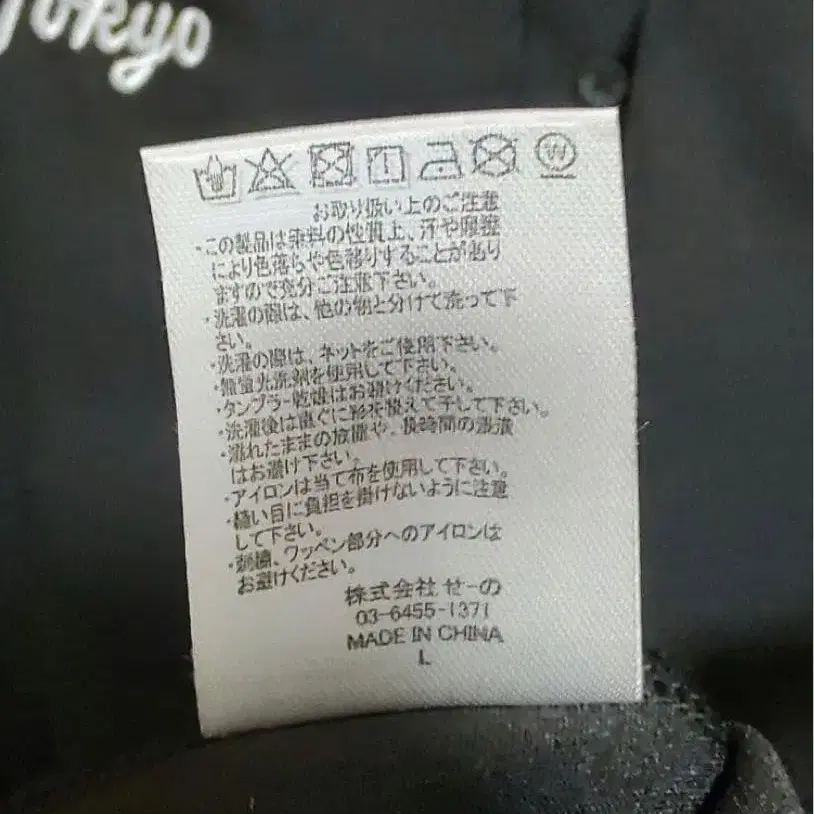 Tokyo
お取り扱い上のご注意
・この製品は染料の性質上、汗や摩擦
により色落ちや色移りすることがあり
ますので充分ご注意下さい。
・洗濯の際は、他の物と分けて洗って下
さい。
・洗濯の際は、ネットをご使用下さい。
・無蛍光洗剤を使用して下さい。
・タンブラー乾燥はお避けください。
・洗濯後は直ぐに形を整えて干して下さい。
・濡れたままの放置や、長時間の浸漬
はお避け下さい。
・アイロンは当て布を使用して下さい。
・縫い目に負担を掛けないように注意
して下さい。
・刺繍、ワッペン部分へのアイロンは
お避けください。
株式会社 せーの
03-6455-1371
MADE IN CHINA
L